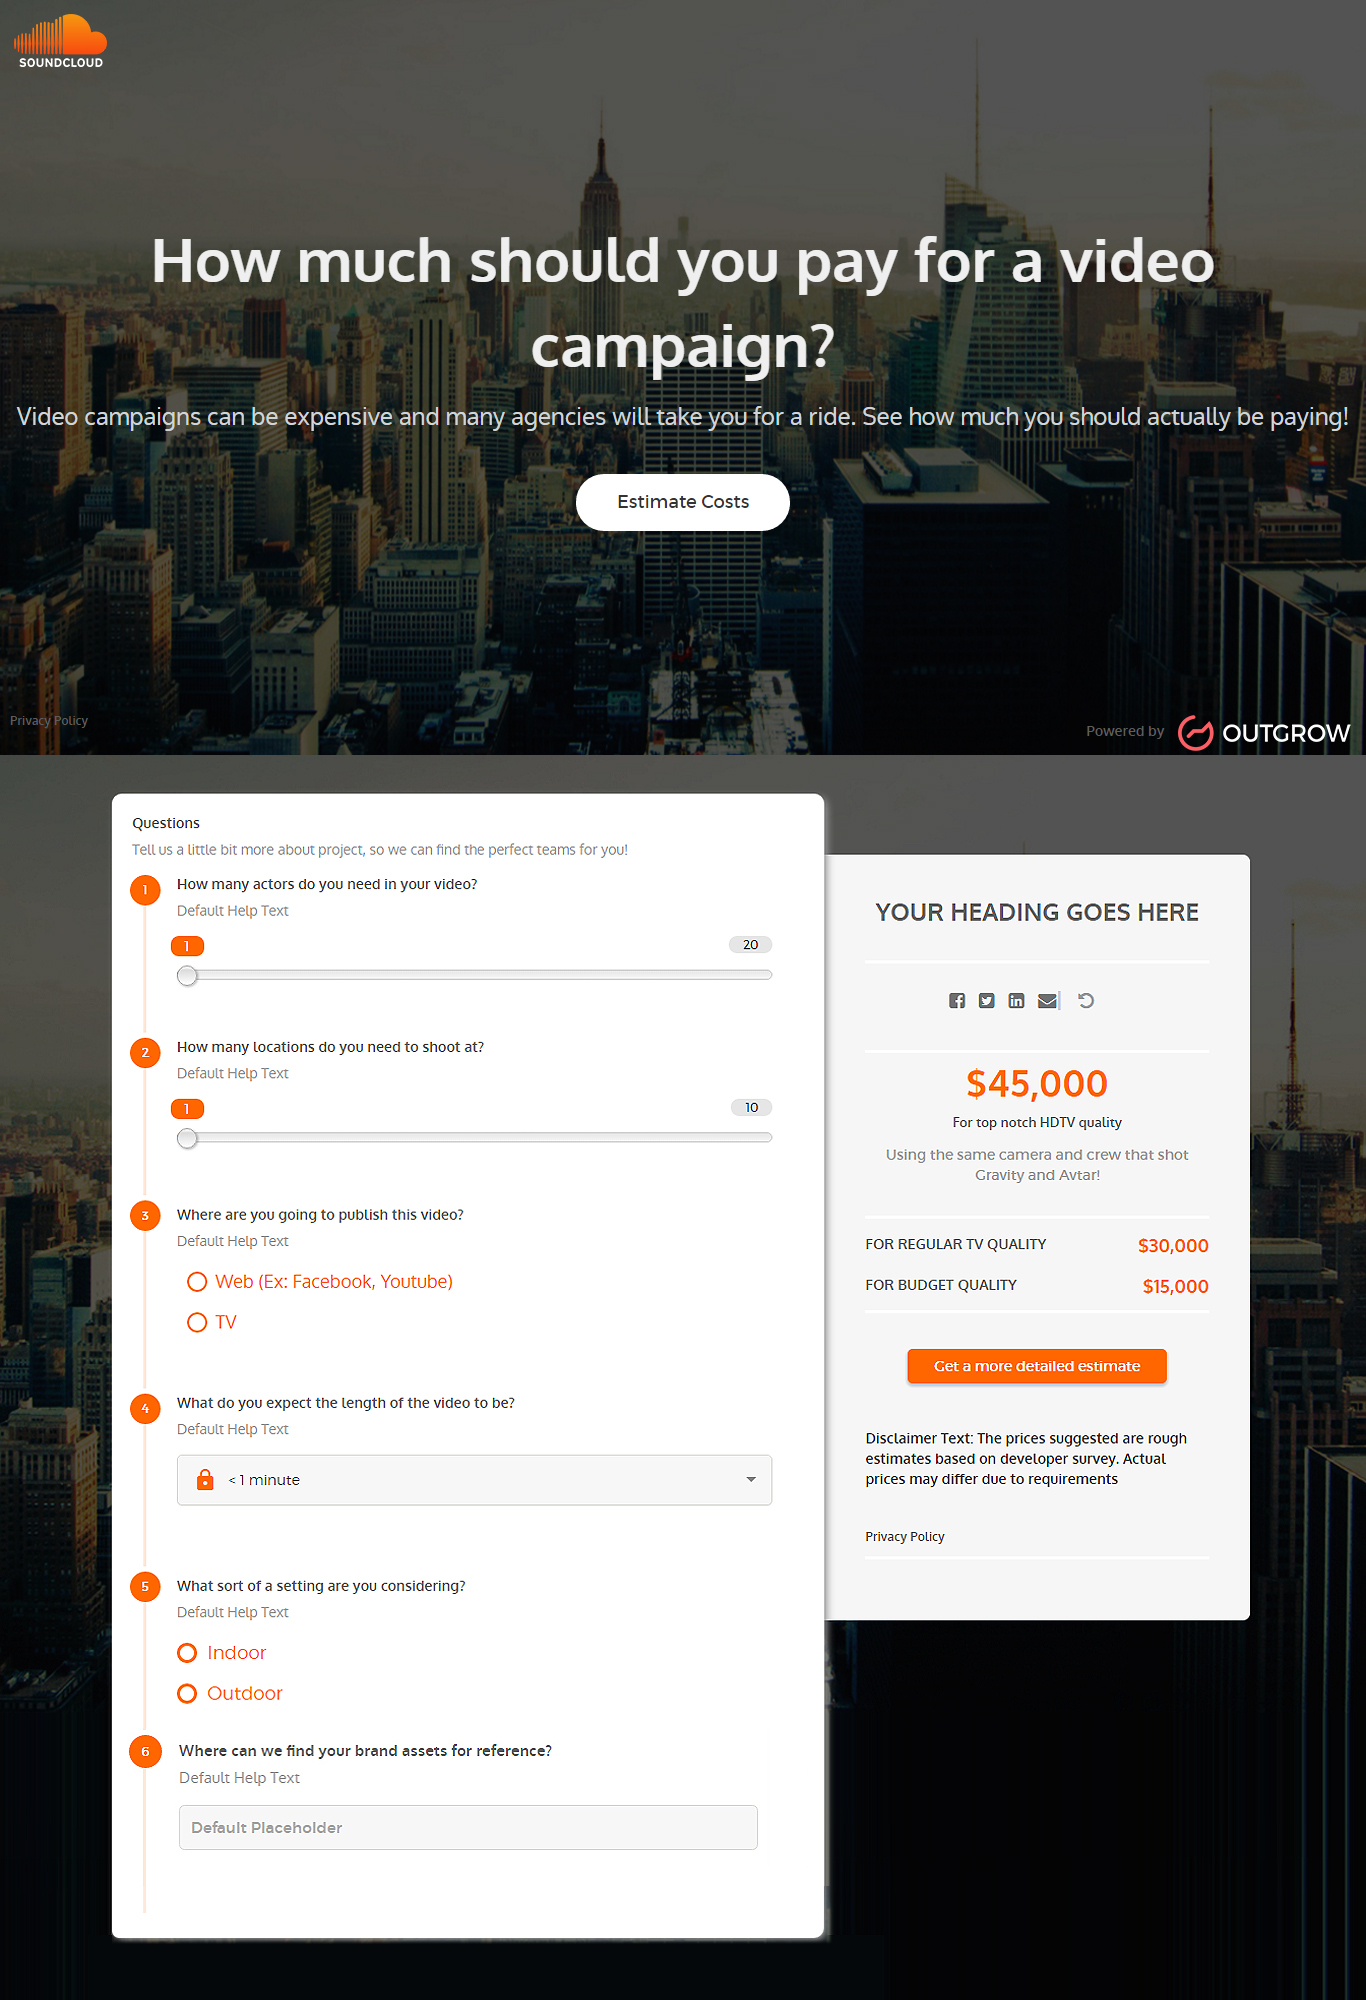 SOUNDCLOUD
How much should you pay for a video
campaign?
Video campaigns can be expensive and many agencies will take you for a ride. See how much you should actually be paying!
Estimate Costs
Privacy Policy
Powered by OUTGROW
Questions
Tell us a little bit more about project, so we can find the perfect teams for you!
1 How many actors do you need in your video?
Default Help Text
1 20
2 How many locations do you need to shoot at?
Default Help Text
1 10
3 Where are you going to publish this video?
Default Help Text
Web (Ex: Facebook, Youtube)
TV
4 What do you expect the length of the video to be?
Default Help Text
< 1 minute
5 What sort of a setting are you considering?
Default Help Text
Indoor
Outdoor
6 Where can we find your brand assets for reference?
Default Help Text
Default Placeholder
YOUR HEADING GOES HERE
$45,000
For top notch HDTV quality
Using the same camera and crew that shot
Gravity and Avtar!
FOR REGULAR TV QUALITY $30,000
FOR BUDGET QUALITY $15,000
Get a more detailed estimate
Disclaimer Text: The prices suggested are rough
estimates based on developer survey. Actual
prices may differ due to requirements
Privacy Policy